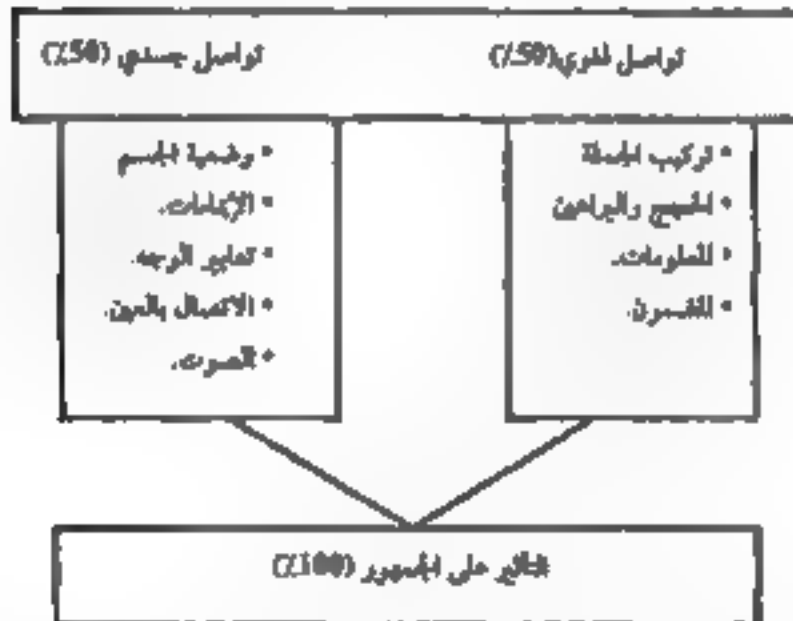 تواصل لغوي (50٪)
تواصل جسدي (50٪)
• تركيب الجملة
• الحجج والبراهين
• المعلومات.
• المضمون.
• وضعية الجسم
• الإيماءات.
• تعابير الوجه.
• الاتصال بالعين.
• الصوت.
التأثير على الجمهور (100٪)